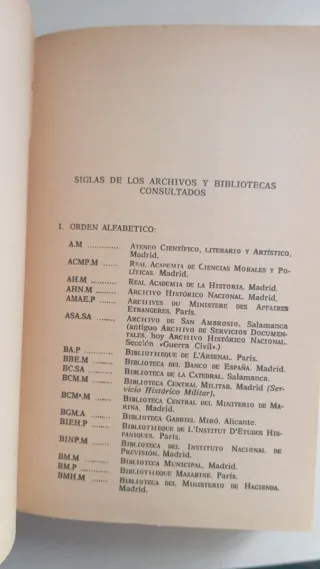 SIGLAS DE LOS ARCHIVOS Y BIBLIOTECAS
CONSULTADOS
I. ORDEN ALFABETICO:
A.M ............ ATENEO CIENTÍFICO, LITERARIO Y ARTÍSTICO,
Madrid.
ACMP.M ...... REAL ACADEMIA DE CIENCIAS MORALES Y PO-
LÍTICAS. Madrid.
AH.M .......... REAL ACADEMIA DE LA HISTORIA. Madrid.
AHN.M ........ ARCHIVO HISTÓRICO NACIONAL. Madrid.
AMAE.P ...... ARCHIVES DU MINISTERE DES AFFAIRES
ETRANGERES. París.
ASA.SA ........ ARCHIVO DE SAN AMBROSIO. Salamanca
(antiguo ARCHIVO DE SERVICIOS DOCUMEN-
TALES, hoy ARCHIVO HISTÓRICO NACIONAL.
Sección «Guerra Civil».)
BA.P ........... BIBLIOTHEQUE DE L'ARSENAL. París.
BBE.M ........ BIBLIOTECA DEL BANCO DE ESPAÑA. Madrid.
BC.SA ......... BIBLIOTECA DE LA CATEDRAL. Salamanca.
BCM.M ........ BIBLIOTECA CENTRAL MILITAR. Madrid (Ser-
vicio Histórico Militar).
BCMª.M ...... BIBLIOTECA CENTRAL DEL MINITERIO DE MA-
RINA. Madrid.
BGM.A ........ BIBLIOTECA GABRIEL MIRÓ. Alicante.
BIEH.P ........ BIBLIOTHEQUE DE L'INSTITUT D'ETUDES HIS-
PANIQUES. París.
BINP.M ....... BIBLIOTECA DEL INSTITUTO NACIONAL DE
PREVISIÓN. Madrid.
BM.M .......... BIBLIOTECA MUNICIPAL. Madrid.
BM.P ........... BIBLIOTHEQUE MAZARINE. París.
BMH.M ....... BIBLIOTECA DEL MINISTERIO DE HACIENDA.
Madrid.